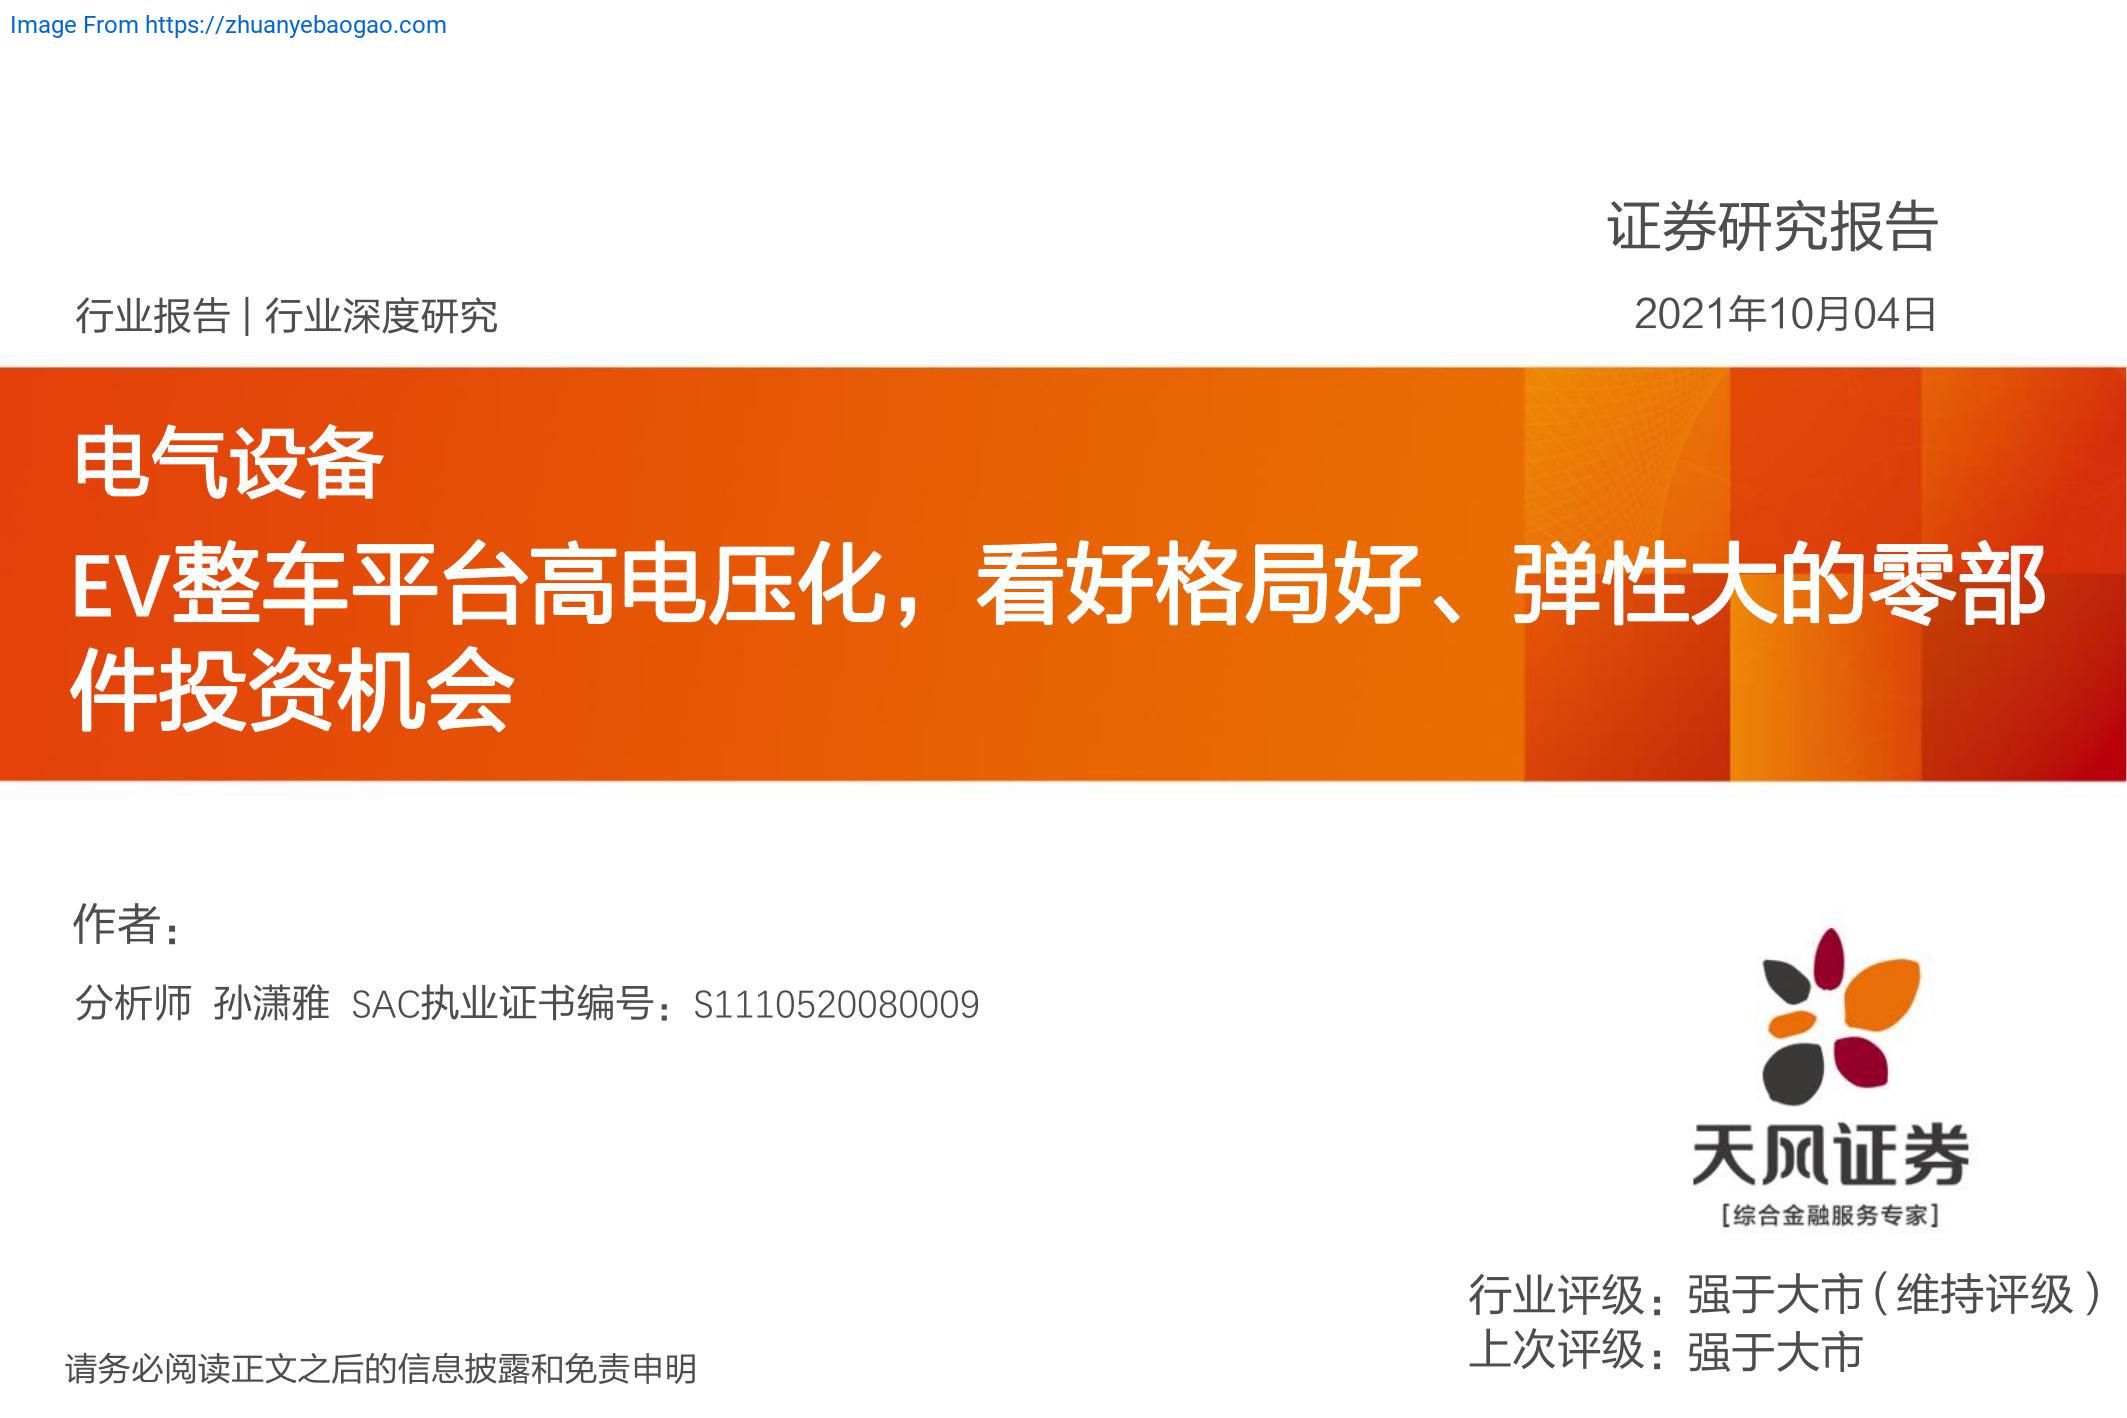 Image From https://zhuanyebaogao.com
证券研究报告
行业报告 | 行业深度研究
2021年10月04日
电气设备
EV整车平台高电压化，看好格局好、弹性大的零部
件投资机会
作者：
分析师 孙潇雅 SAC执业证书编号：S1110520080009
天风证券
[综合金融服务专家]
行业评级：强于大市（维持评级）
上次评级：强于大市
请务必阅读正文之后的信息披露和免责申明